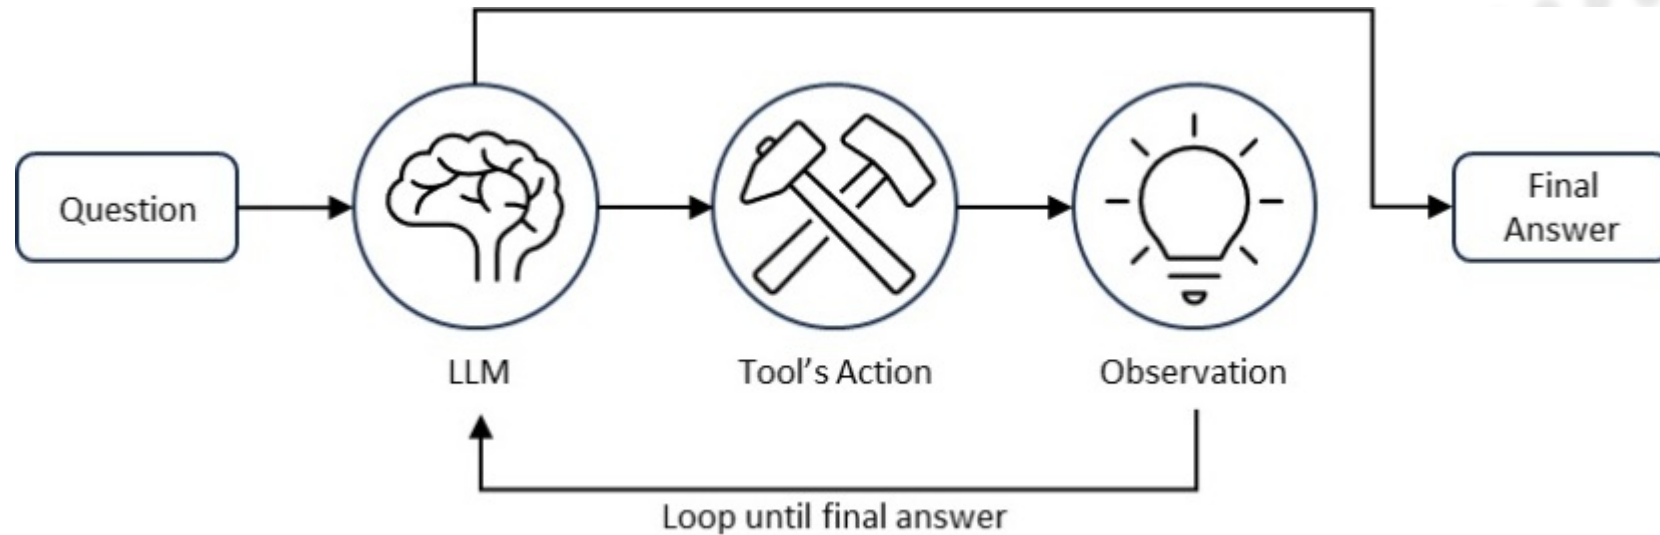 Question
LLM
Tool's Action
Observation
Final
Answer
Loop until final answer